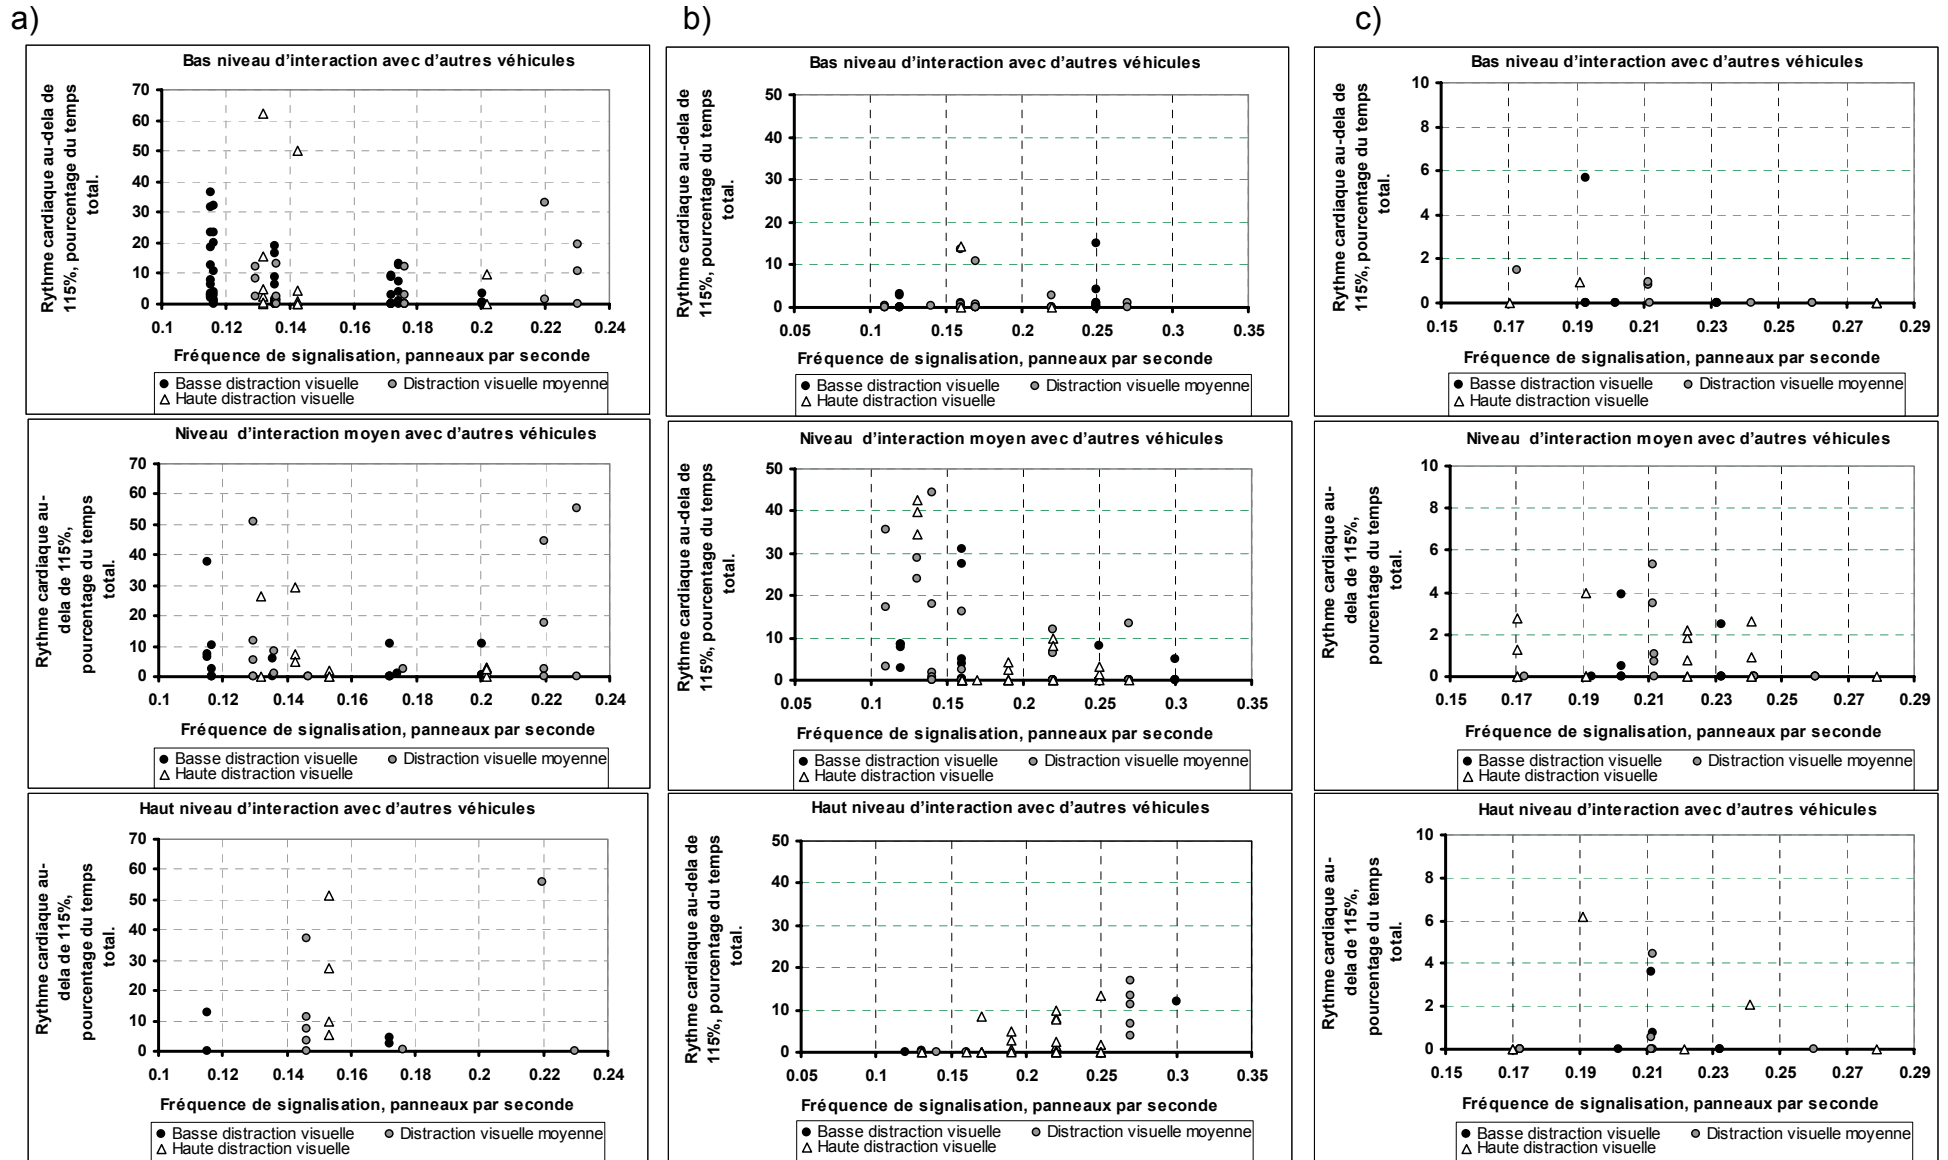 a)
b)
c)
Bas niveau d'interaction avec d'autres véhicules
Rythme cardiaque au-dela de
115%, pourcentage du temps
total.
70
60
50
40
30
20
10
0
0.1 0.12 0.14 0.16 0.18 0.2 0.22 0.24
Fréquence de signalisation, panneaux par seconde
Basse distraction visuelle Distraction visuelle moyenne
Haute distraction visuelle
Bas niveau d'interaction avec d'autres véhicules
Rythme cardiaque au-dela de
115%, pourcentage du temps
total.
50
40
30
20
10
0
0.05 0.1 0.15 0.2 0.25 0.3 0.35
Fréquence de signalisation, panneaux par seconde
Basse distraction visuelle Distraction visuelle moyenne
Haute distraction visuelle
Bas niveau d'interaction avec d'autres véhicules
Rythme cardiaque au-dela de
115%, pourcentage du temps
total.
10
8
6
4
2
0
0.15 0.17 0.19 0.21 0.23 0.25 0.27 0.29
Fréquence de signalisation, panneaux par seconde
Basse distraction visuelle Distraction visuelle moyenne
Haute distraction visuelle
Niveau d'interaction moyen avec d'autres véhicules
Rythme cardiaque au-
dela de 115%,
pourcentage du temps
total.
70
60
50
40
30
20
10
0
0.1 0.12 0.14 0.16 0.18 0.2 0.22 0.24
Fréquence de signalisation, panneaux par seconde
Basse distraction visuelle Distraction visuelle moyenne
Haute distraction visuelle
Niveau d'interaction moyen avec d'autres véhicules
Rythme cardiaque au-dela de
115%, pourcentage du temps
total.
50
40
30
20
10
0
0.05 0.1 0.15 0.2 0.25 0.3 0.35
Fréquence de signalisation, panneaux par seconde
Basse distraction visuelle Distraction visuelle moyenne
Haute distraction visuelle
Niveau d'interaction moyen avec d'autres véhicules
Rythme cardiaque au-
dela de 115%,
pourcentage du temps
total.
10
8
6
4
2
0
0.15 0.17 0.19 0.21 0.23 0.25 0.27 0.29
Fréquence de signalisation, panneaux par seconde
Basse distraction visuelle Distraction visuelle moyenne
Haute distraction visuelle
Haut niveau d'interaction avec d'autres véhicules
Rythme cardiaque au-
dela de 115%,
pourcentage du temps
total.
70
60
50
40
30
20
10
0
0.1 0.12 0.14 0.16 0.18 0.2 0.22 0.24
Fréquence de signalisation, panneaux par seconde
Basse distraction visuelle Distraction visuelle moyenne
Haute distraction visuelle
Haut niveau d'interaction avec d'autres véhicules
Rythme cardiaque au-dela de
115%, pourcentage du temps
total.
50
40
30
20
10
0
0.05 0.1 0.15 0.2 0.25 0.3 0.35
Fréquence de signalisation, panneaux par seconde
Basse distraction visuelle Distraction visuelle moyenne
Haute distraction visuelle
Haut niveau d'interaction avec d'autres véhicules
Rythme cardiaque au-
dela de 115%,
pourcentage du temps
total.
10
8
6
4
2
0
0.15 0.17 0.19 0.21 0.23 0.25 0.27 0.29
Fréquence de signalisation, panneaux par seconde
Basse distraction visuelle Distraction visuelle moyenne
Haute distraction visuelle